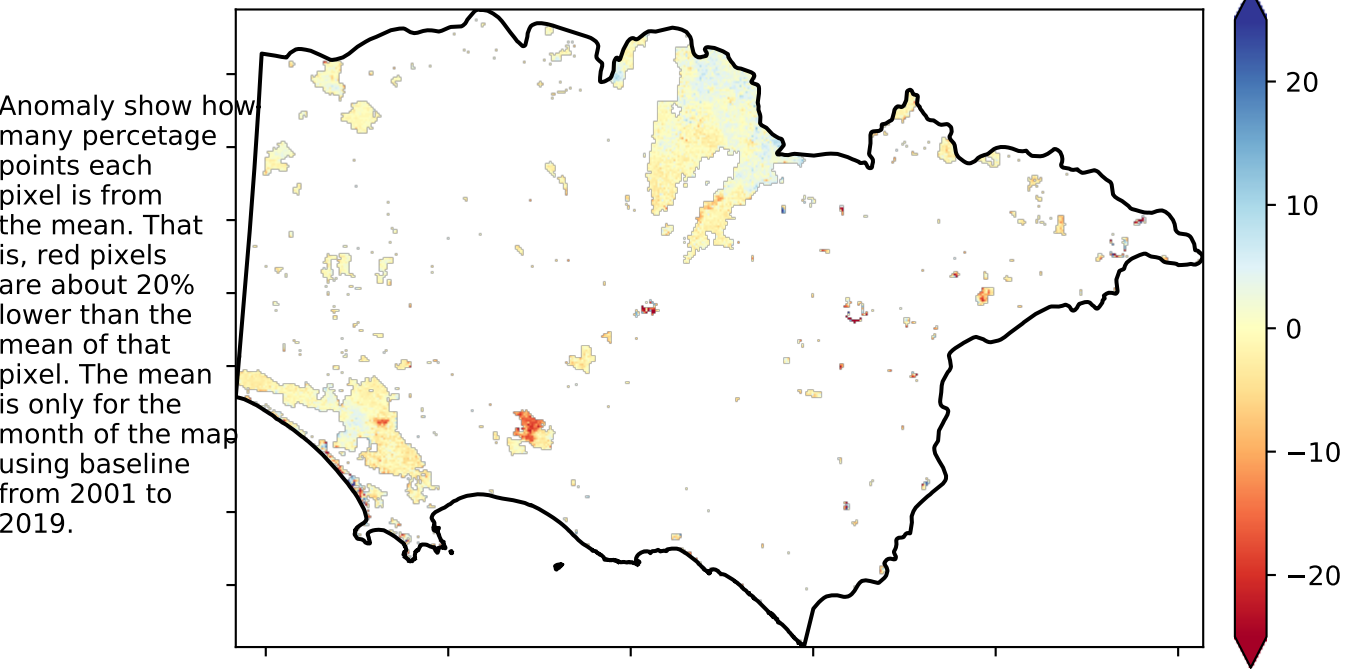 Anomaly show how
many percetage
points each
pixel is from
the mean. That
is, red pixels
are about 20%
lower than the
mean of that
pixel. The mean
is only for the
month of the map
using baseline
from 2001 to
2019.
20
10
0
−10
−20